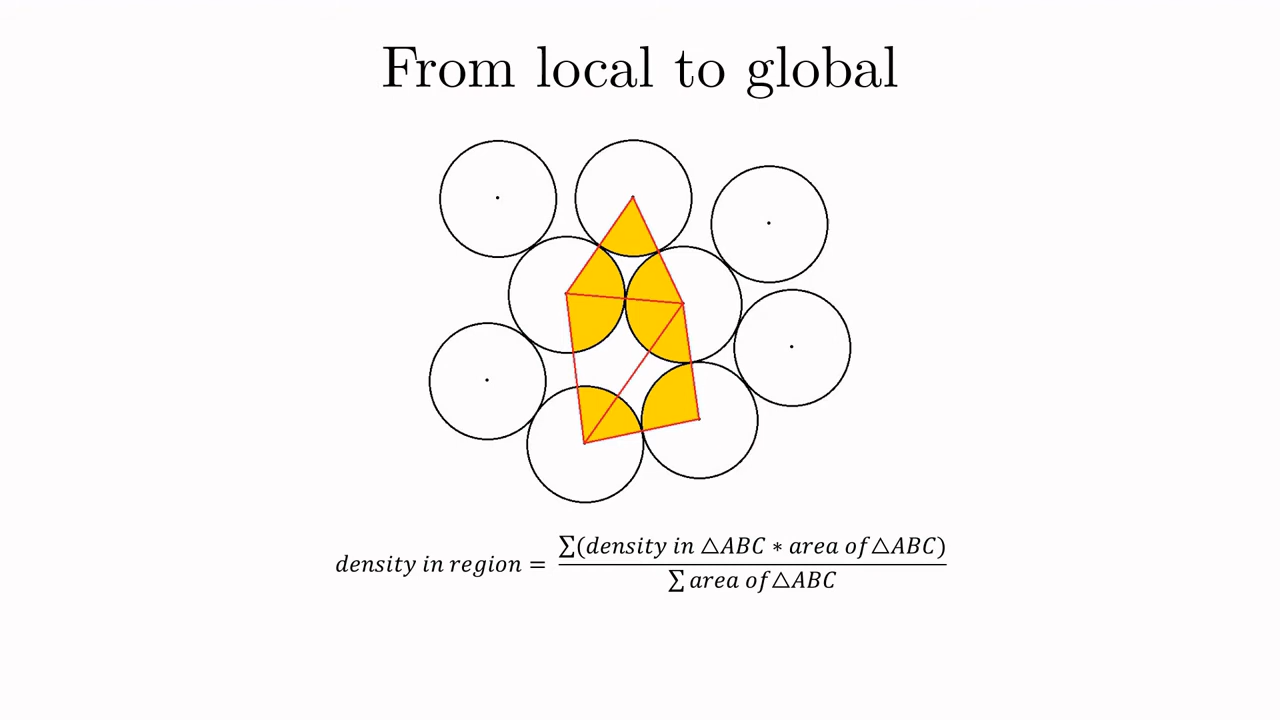 From local to global
density in region = ∑(density in △ABC ∗ area of△ABC)
∑ area of△ABC